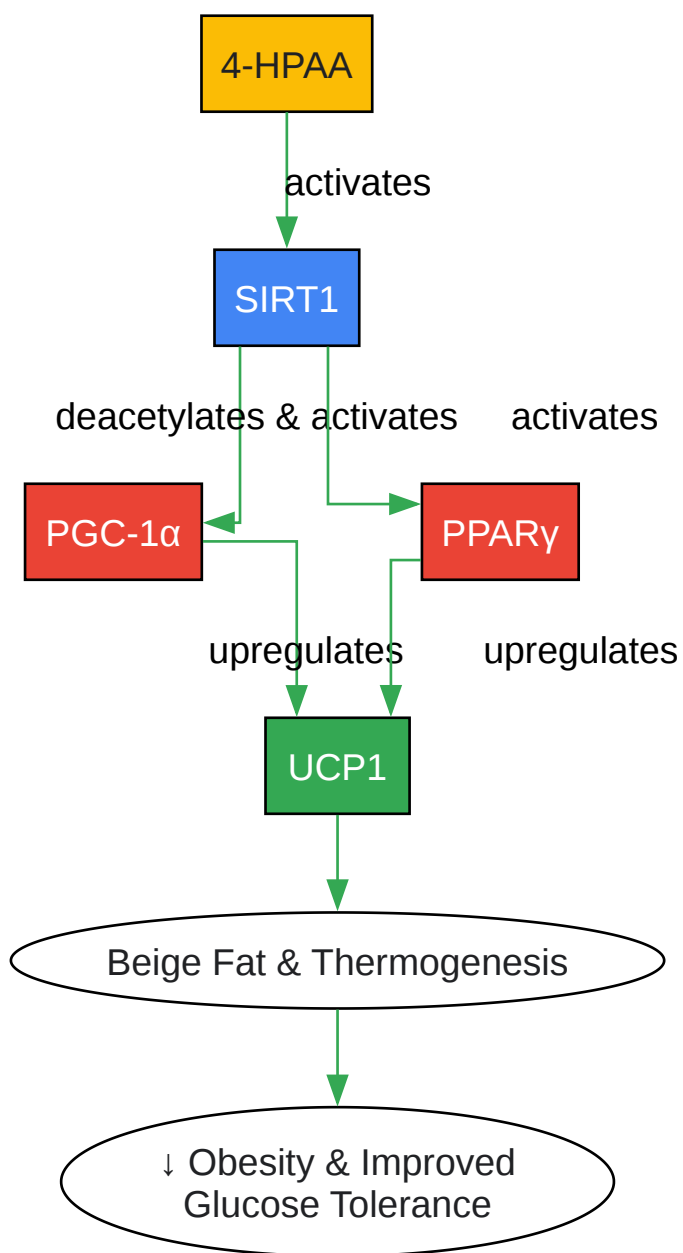 4-HPAA
activates
SIRT1
deacetylates & activates
activates
PGC-1α
PPARγ
upregulates
upregulates
UCP1
Beige Fat & Thermogenesis
↓ Obesity & Improved
Glucose Tolerance